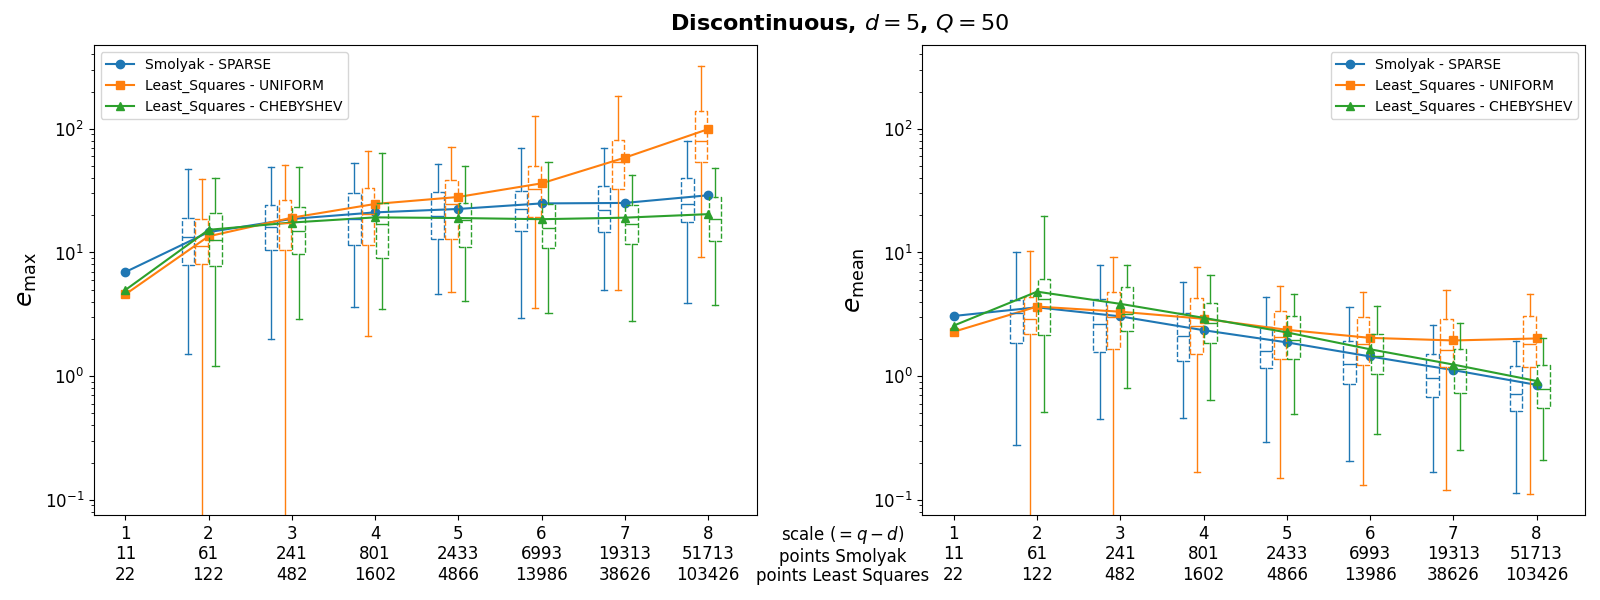 Discontinuous, d = 5, Q = 50
Smolyak - SPARSE
Least_Squares - UNIFORM
Least_Squares - CHEBYSHEV
e_max
10^2
10^1
10^0
10^-1
1 2 3 4 5 6 7 8
11 61 241 801 2433 6993 19313 51713
22 122 482 1602 4866 13986 38626 103426
scale (= q − d)
points Smolyak
points Least Squares
Smolyak - SPARSE
Least_Squares - UNIFORM
Least_Squares - CHEBYSHEV
e_mean
10^2
10^1
10^0
10^-1
1 2 3 4 5 6 7 8
11 61 241 801 2433 6993 19313 51713
22 122 482 1602 4866 13986 38626 103426